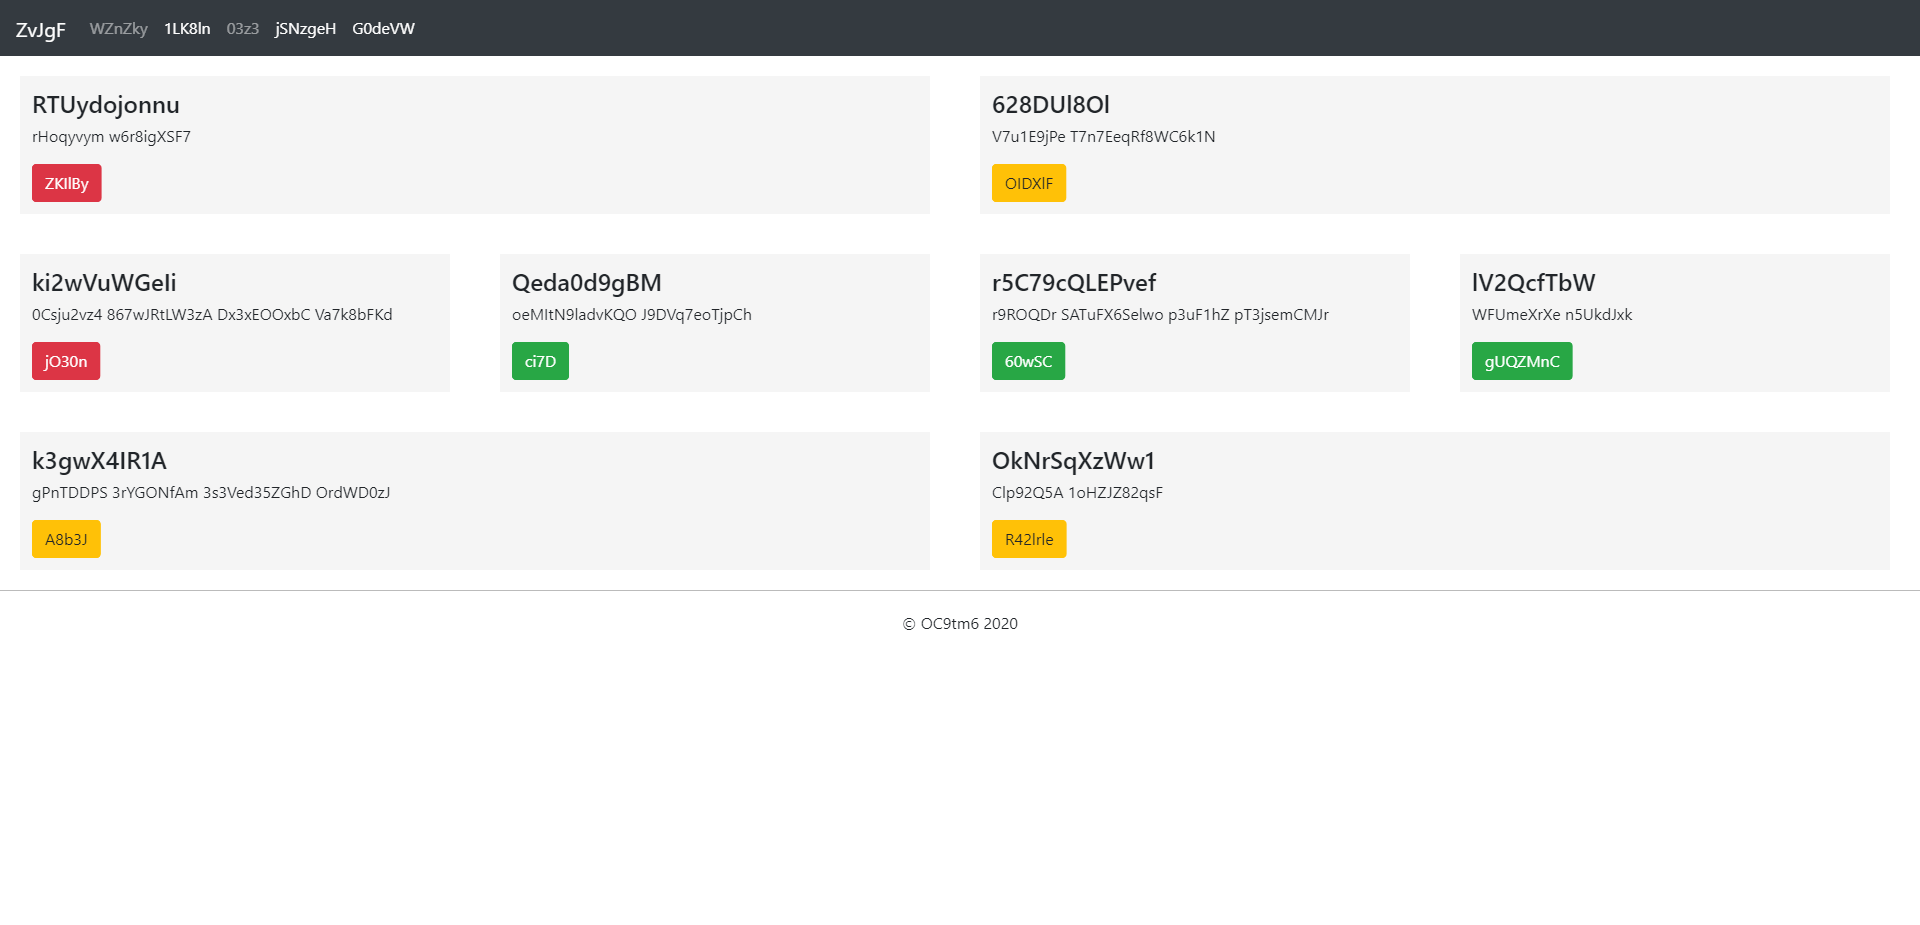 ZvJgF WZnZky 1LK8ln 03z3 jSNzgeH G0deVW
RTUydojonnu
rHoqyvym w6r8igXSF7
ZKIlBy
628DUl8Ol
V7u1E9jPe T7n7EeqRf8WC6k1N
OIDXlF
ki2wVuWGeIi
0Csju2vz4 867wJRtLW3zA Dx3xEOOxbC Va7k8bFKd
jO30n
Qeda0d9gBM
oeMItN9ladvKQO J9DVq7eoTjpCh
ci7D
r5C79cQLEPvef
r9ROQDr SATuFX6Selwo p3uF1hZ pT3jsemCMJr
60wSC
lV2QcfTbW
WFUmeXrXe n5UkdJxk
gUQZMnC
k3gwX4IR1A
gPnTDDPS 3rYGONfAm 3s3Ved35ZGhD OrdWD0zJ
A8b3J
OkNrSqXzWw1
Clp92Q5A 1oHZJZ82qsF
R42lrle
© OC9tm6 2020